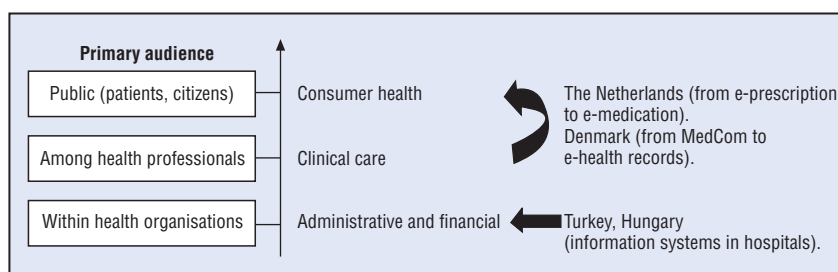 Primary audience
Public (patients, citizens)
Consumer health
The Netherlands (from e-prescription
to e-medication).
Denmark (from MedCom to
e-health records).
Among health professionals
Clinical care
Within health organisations
Administrative and financial
Turkey, Hungary
(information systems in hospitals).